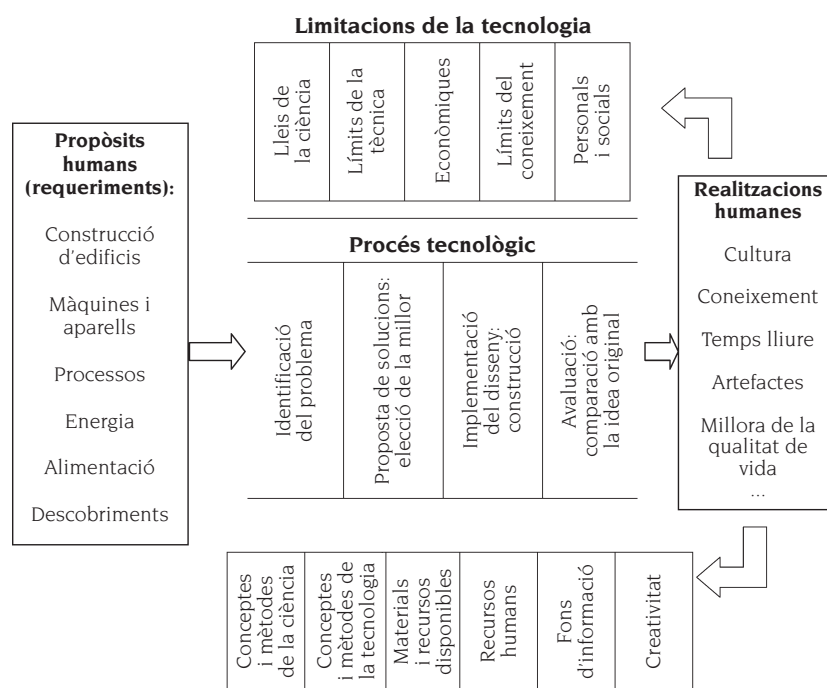 Limitacions de la tecnologia
Lleis de
la ciència
Límits de la
tècnica
Econòmiques
Límits del
coneixement
Personals
i socials
Propòsits
humans
(requeriments):
Construcció
d'edificis
Màquines i
aparells
Processos
Energia
Alimentació
Descobriments
Procés tecnològic
Identificació
del problema
Proposta de solucions:
elecció de la millor
Implementació
del disseny:
construcció
Avaluació:
comparació amb
la idea original
Realitzacions
humanes
Cultura
Coneixement
Temps lliure
Artefactes
Millora de la
qualitat de
vida
...
Conceptes
i mètodes
de la ciència
Conceptes
i mètodes de
la tecnologia
Materials
i recursos
disponibles
Recursos
humans
Fons
d'informació
Creativitat